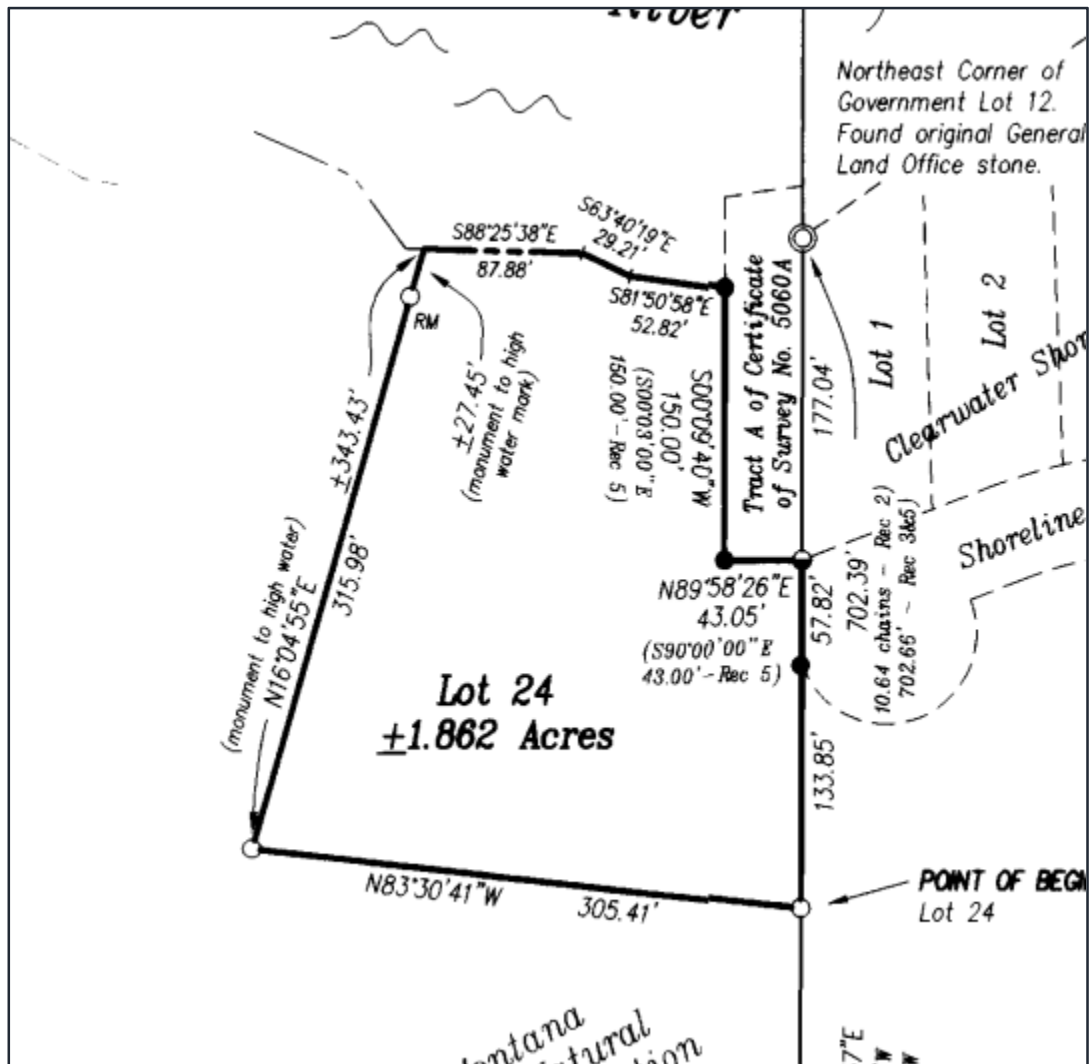 River
Northeast Corner of
Government Lot 12.
Found original General
Land Office stone.
S88°25'38"E
87.88'
S63°40'19"E
29.21'
S81°50'58"E
52.82'
RM
±27.45'
(monument to high
water mark)
±343.43'
315.98'
N16°04'55"E
(monument to high water)
S00°09'40"W
150.00'
(S00°03'00"E
150.00' - Rec 5)
Tract A of Certificate
of Survey No. 5060A
177.04'
Lot 1
Lot 2
Clearwater Shor
Shoreline
N89°58'26"E
43.05'
(S90°00'00"E
43.00' - Rec 5)
57.82'
702.39'
(10.64 chains - Rec 2)
702.66' - Rec 3&5)
Lot 24
±1.862 Acres
133.85'
N83°30'41"W
305.41'
POINT OF BEGIN
Lot 24
ontana
tural
tion
7"E
W
W